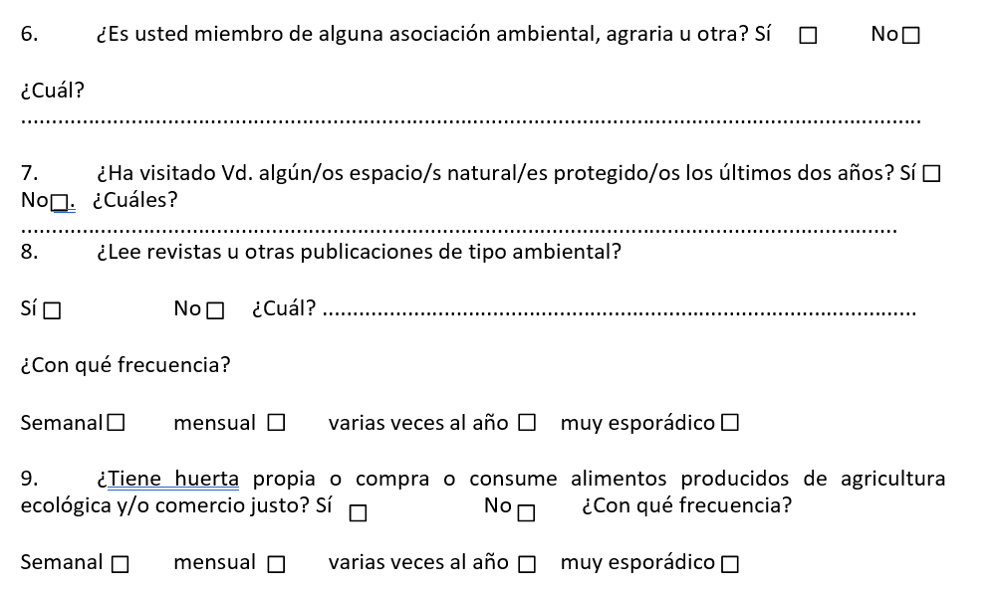 6. ¿Es usted miembro de alguna asociación ambiental, agraria u otra? Sí ☐ No ☐
¿Cuál?
....................................................................................................................................................
7. ¿Ha visitado Vd. algún/os espacio/s natural/es protegido/os los últimos dos años? Sí ☐
No ☐. ¿Cuáles?
................................................................................................................................................
8. ¿Lee revistas u otras publicaciones de tipo ambiental?
Sí ☐ No ☐ ¿Cuál? ..................................................................................................
¿Con qué frecuencia?
Semanal ☐ mensual ☐ varias veces al año ☐ muy esporádico ☐
9. ¿Tiene huerta propia o compra o consume alimentos producidos de agricultura
ecológica y/o comercio justo? Sí ☐ No ☐ ¿Con qué frecuencia?
Semanal ☐ mensual ☐ varias veces al año ☐ muy esporádico ☐